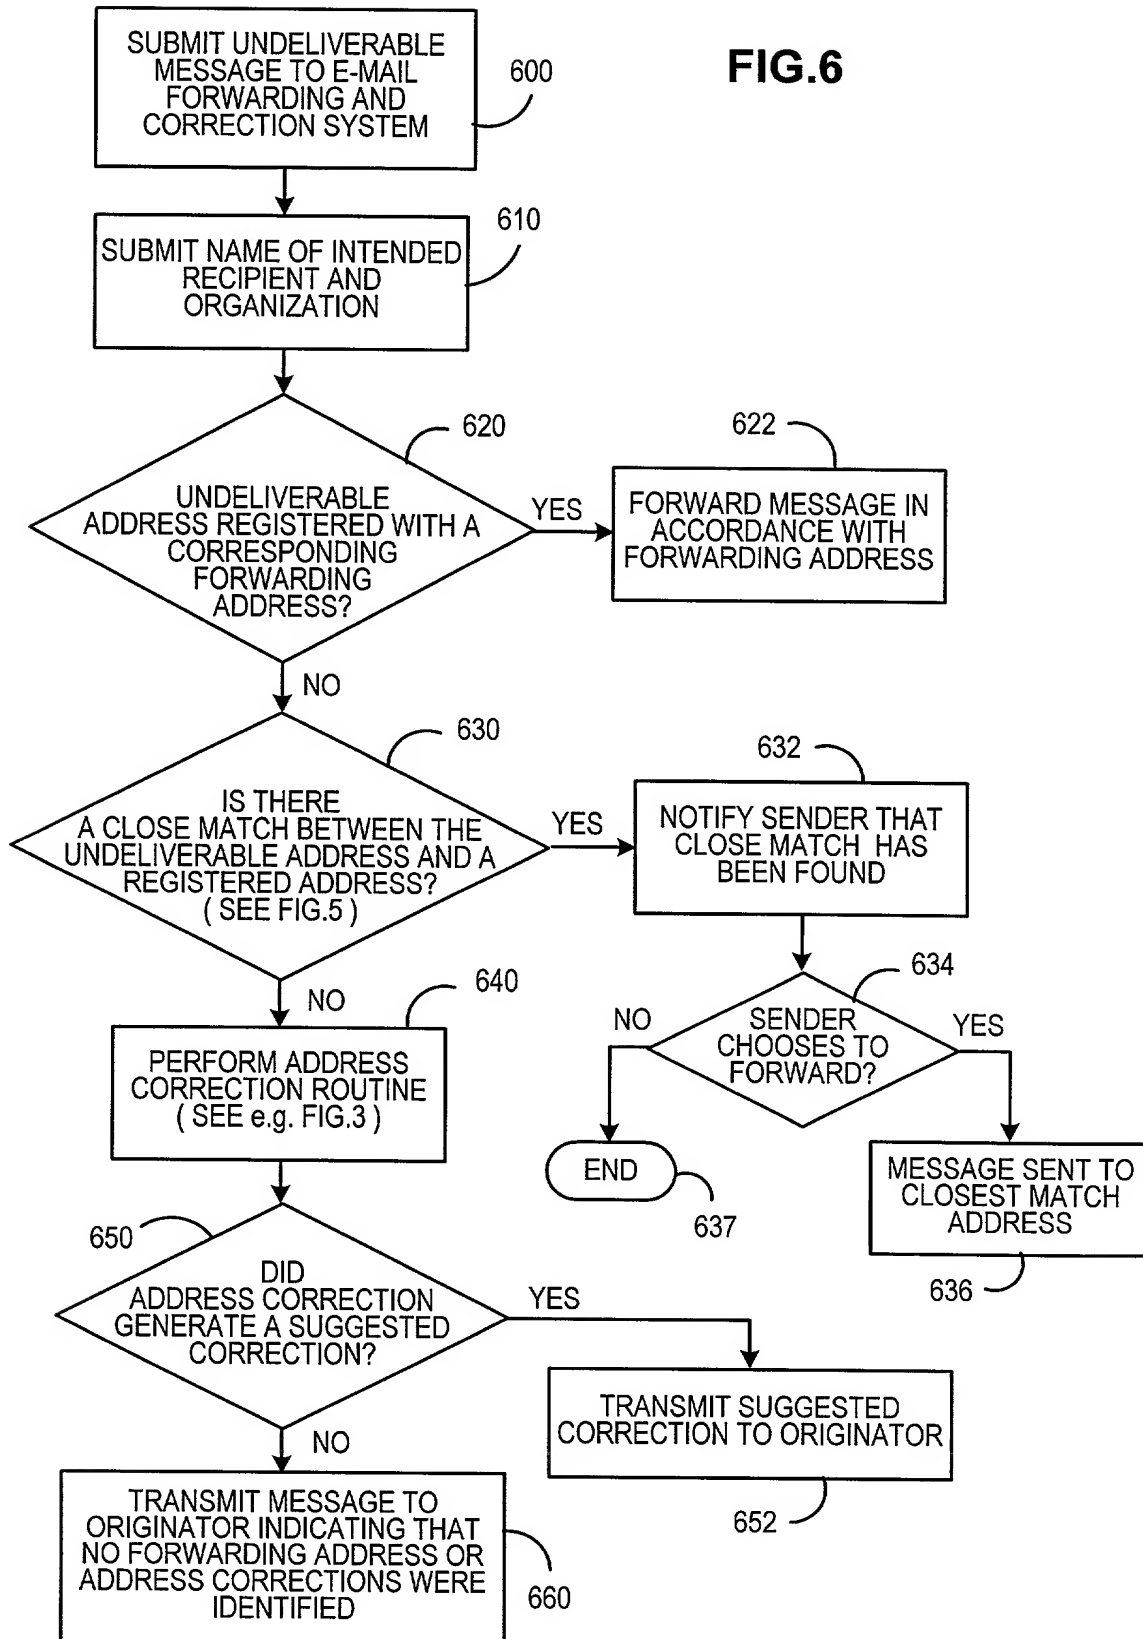 FIG.6
SUBMIT UNDELIVERABLE
MESSAGE TO E-MAIL
FORWARDING AND
CORRECTION SYSTEM
600
SUBMIT NAME OF INTENDED
RECIPIENT AND
ORGANIZATION
610
UNDELIVERABLE
ADDRESS REGISTERED WITH A
CORRESPONDING
FORWARDING
ADDRESS?
620
YES
FORWARD MESSAGE IN
ACCORDANCE WITH
FORWARDING ADDRESS
622
NO
IS THERE
A CLOSE MATCH BETWEEN THE
UNDELIVERABLE ADDRESS AND A
REGISTERED ADDRESS?
( SEE FIG.5 )
630
YES
NOTIFY SENDER THAT
CLOSE MATCH HAS
BEEN FOUND
632
SENDER
CHOOSES TO
FORWARD?
634
NO
END
637
YES
MESSAGE SENT TO
CLOSEST MATCH
ADDRESS
636
NO
PERFORM ADDRESS
CORRECTION ROUTINE
( SEE e.g. FIG.3 )
640
DID
ADDRESS CORRECTION
GENERATE A SUGGESTED
CORRECTION?
650
YES
TRANSMIT SUGGESTED
CORRECTION TO ORIGINATOR
652
NO
TRANSMIT MESSAGE TO
ORIGINATOR INDICATING THAT
NO FORWARDING ADDRESS OR
ADDRESS CORRECTIONS WERE
IDENTIFIED
660